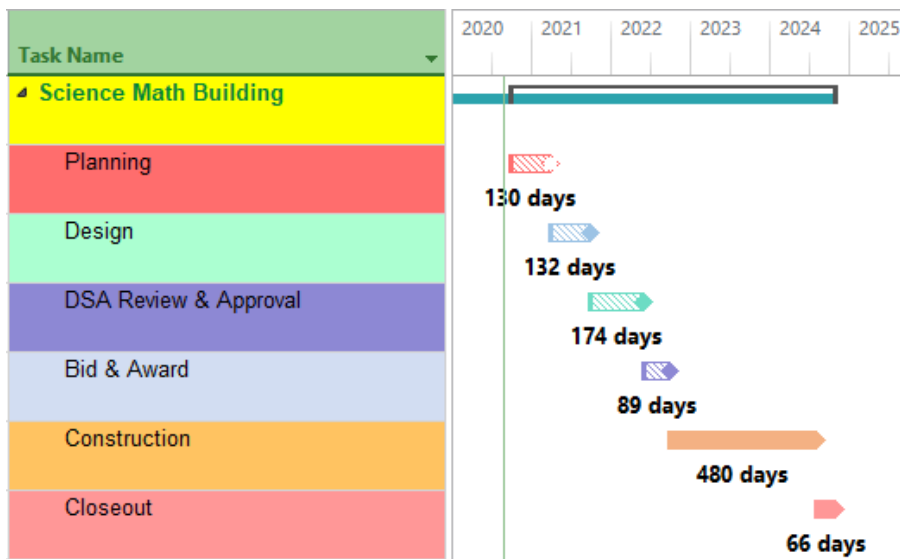 Task Name
2020 2021 2022 2023 2024 2025
Science Math Building
Planning
130 days
Design
132 days
DSA Review & Approval
174 days
Bid & Award
89 days
Construction
480 days
Closeout
66 days